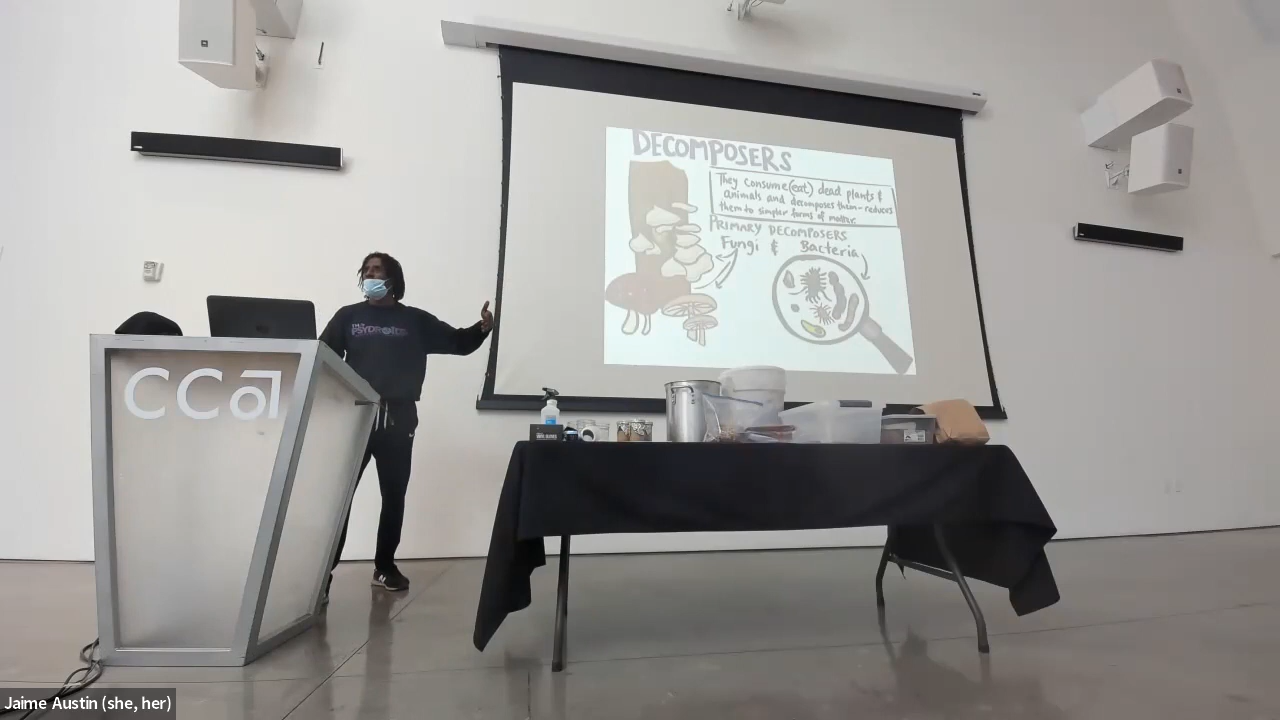 DECOMPOSERS
They consume(eat) dead plants &
animals and decomposes them-reduces
them to simpler forms of matter.
PRIMARY DECOMPOSERS
Fungi & Bacteria
CCA
Jaime Austin (she, her)